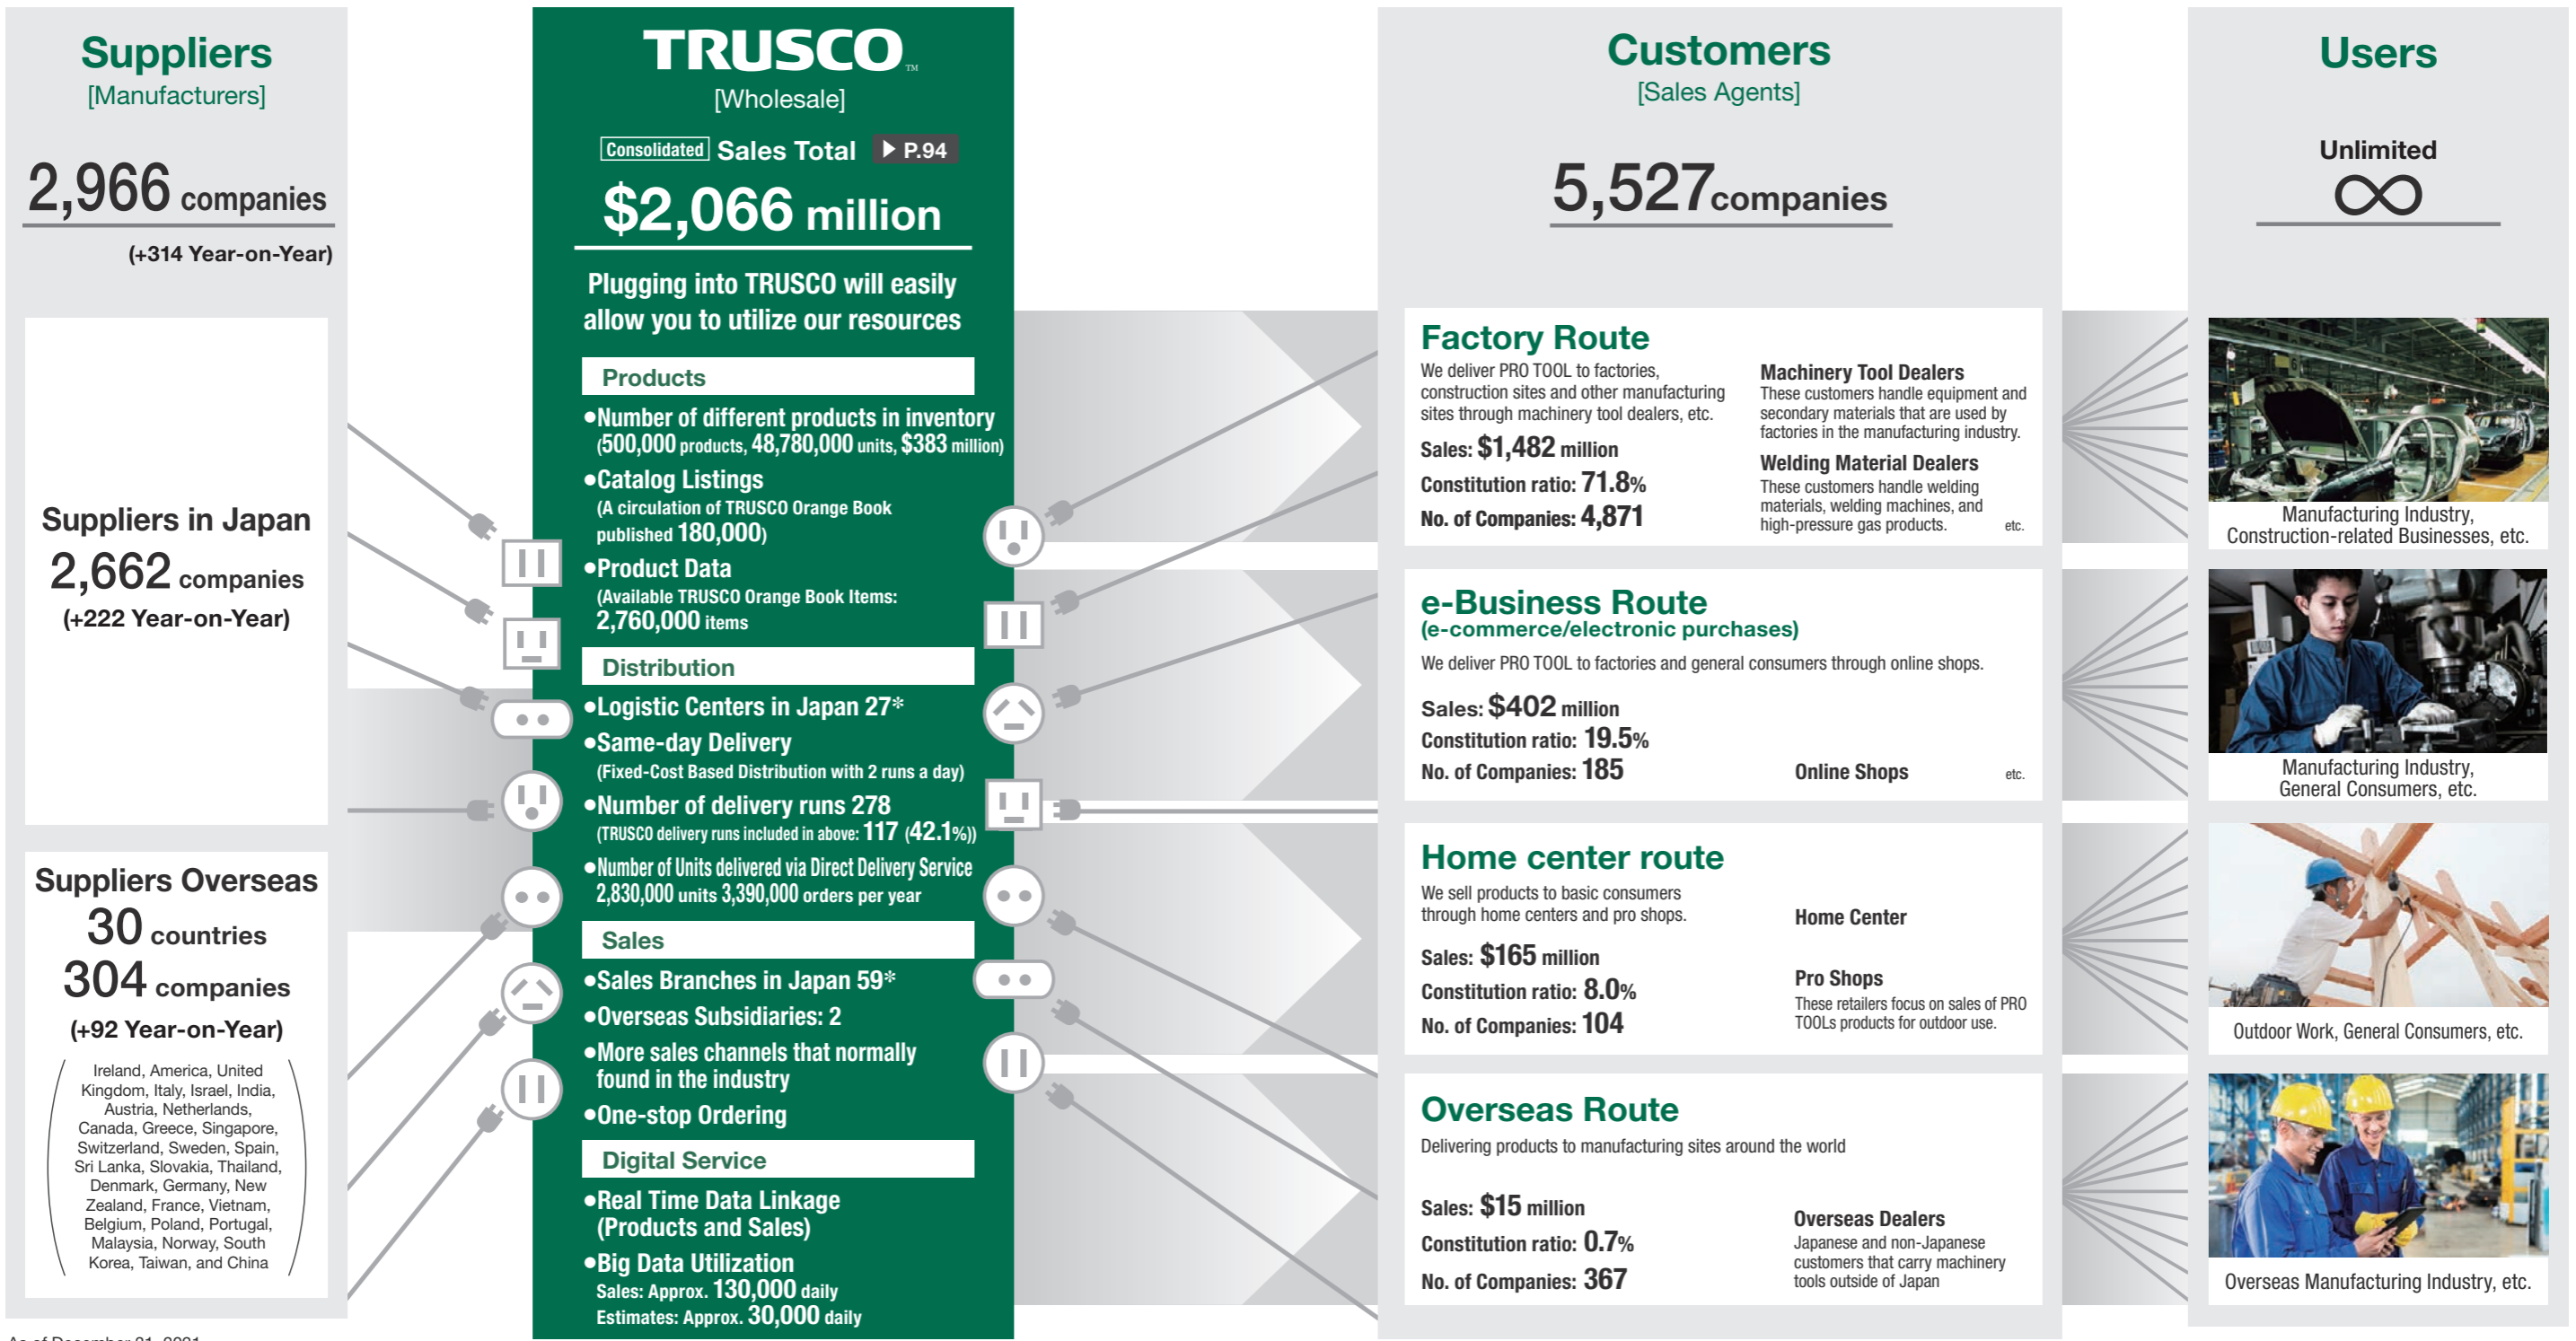 Suppliers
[Manufacturers]
2,966 companies
(+314 Year-on-Year)
Suppliers in Japan
2,662 companies
(+222 Year-on-Year)
Suppliers Overseas
30 countries
304 companies
(+92 Year-on-Year)
Ireland, America, United
Kingdom, Italy, Israel, India,
Austria, Netherlands,
Canada, Greece, Singapore,
Switzerland, Sweden, Spain,
Sri Lanka, Slovakia, Thailand,
Denmark, Germany, New
Zealand, France, Vietnam,
Belgium, Poland, Portugal,
Malaysia, Norway, South
Korea, Taiwan, and China
TRUSCO™
[Wholesale]
Consolidated Sales Total ▶ P.94
$2,066 million
Plugging into TRUSCO will easily
allow you to utilize our resources
Products
●Number of different products in inventory
(500,000 products, 48,780,000 units, $383 million)
●Catalog Listings
(A circulation of TRUSCO Orange Book
published 180,000)
●Product Data
(Available TRUSCO Orange Book Items:
2,760,000 items
Distribution
●Logistic Centers in Japan 27*
●Same-day Delivery
(Fixed-Cost Based Distribution with 2 runs a day)
●Number of delivery runs 278
(TRUSCO delivery runs included in above: 117 (42.1%))
●Number of Units delivered via Direct Delivery Service
2,830,000 units 3,390,000 orders per year
Sales
●Sales Branches in Japan 59*
●Overseas Subsidiaries: 2
●More sales channels that normally
found in the industry
●One-stop Ordering
Digital Service
●Real Time Data Linkage
(Products and Sales)
●Big Data Utilization
Sales: Approx. 130,000 daily
Estimates: Approx. 30,000 daily
Customers
[Sales Agents]
5,527 companies
Factory Route
We deliver PRO TOOL to factories,
construction sites and other manufacturing
sites through machinery tool dealers, etc.
Sales: $1,482 million
Constitution ratio: 71.8%
No. of Companies: 4,871
Machinery Tool Dealers
These customers handle equipment and
secondary materials that are used by
factories in the manufacturing industry.
Welding Material Dealers
These customers handle welding
materials, welding machines, and
high-pressure gas products. etc.
e-Business Route
(e-commerce/electronic purchases)
We deliver PRO TOOL to factories and general consumers through online shops.
Sales: $402 million
Constitution ratio: 19.5%
No. of Companies: 185
Online Shops etc.
Home center route
We sell products to basic consumers
through home centers and pro shops.
Sales: $165 million
Constitution ratio: 8.0%
No. of Companies: 104
Home Center
Pro Shops
These retailers focus on sales of PRO
TOOLs products for outdoor use.
Overseas Route
Delivering products to manufacturing sites around the world
Sales: $15 million
Constitution ratio: 0.7%
No. of Companies: 367
Overseas Dealers
Japanese and non-Japanese
customers that carry machinery
tools outside of Japan
Users
Unlimited
∞
Manufacturing Industry,
Construction-related Businesses, etc.
Manufacturing Industry,
General Consumers, etc.
Outdoor Work, General Consumers, etc.
Overseas Manufacturing Industry, etc.